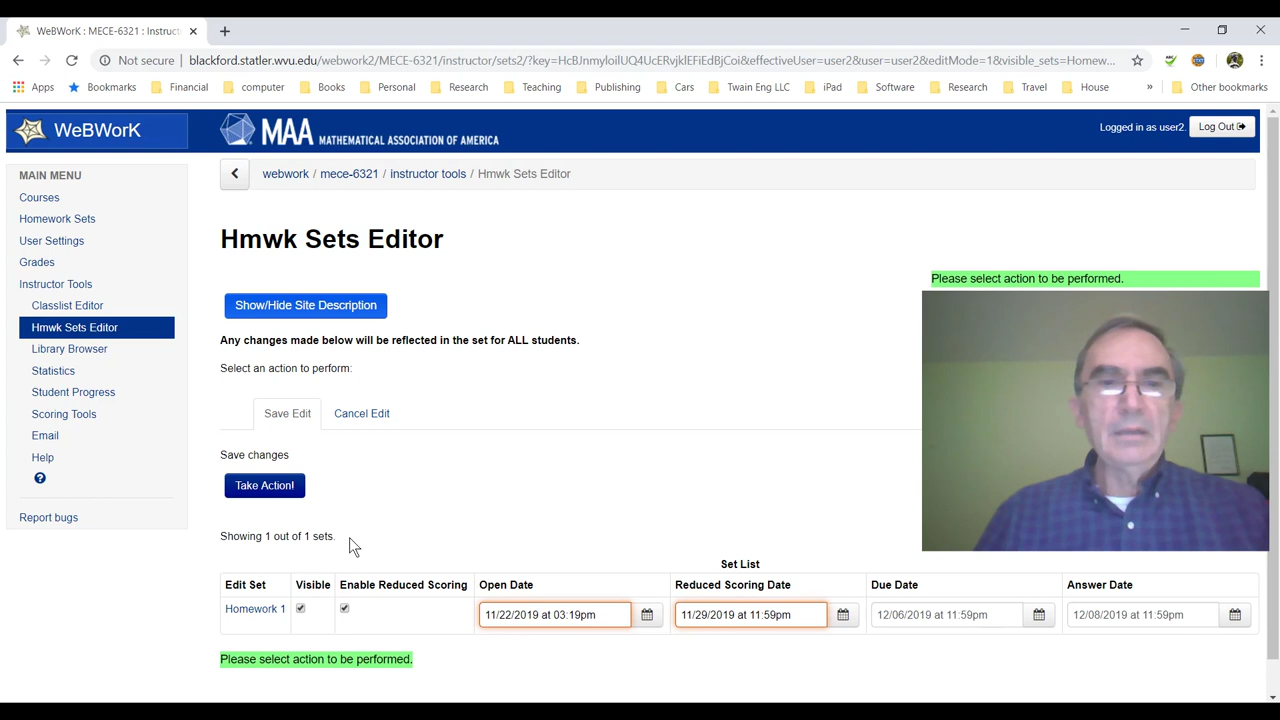 WeBWorK : MECE-6321 : Instruct
Not secure | blackford.statler.wvu.edu/webwork2/MECE-6321/instructor/sets2/?key=HcBJnmyloilUQ4UcERvjklEFiEdBjCoi&effectiveUser=user2&user=user2&editMode=1&visible_sets=Homew...
Apps Bookmarks Financial computer Books Personal Research Teaching Publishing Cars Twain Eng LLC iPad Software Research Travel House » Other bookmarks
WeBWorK
MAA MATHEMATICAL ASSOCIATION OF AMERICA
Logged in as user2. Log Out
MAIN MENU
Courses
Homework Sets
User Settings
Grades
Instructor Tools
Classlist Editor
Hmwk Sets Editor
Library Browser
Statistics
Student Progress
Scoring Tools
Email
Help
Report bugs
webwork / mece-6321 / instructor tools / Hmwk Sets Editor
Hmwk Sets Editor
Please select action to be performed.
Show/Hide Site Description
Any changes made below will be reflected in the set for ALL students.
Select an action to perform:
Save Edit Cancel Edit
Save changes
Take Action!
Showing 1 out of 1 sets.
Set List
Edit Set Visible Enable Reduced Scoring Open Date Reduced Scoring Date Due Date Answer Date
Homework 1 11/22/2019 at 03:19pm 11/29/2019 at 11:59pm 12/06/2019 at 11:59pm 12/08/2019 at 11:59pm
Please select action to be performed.